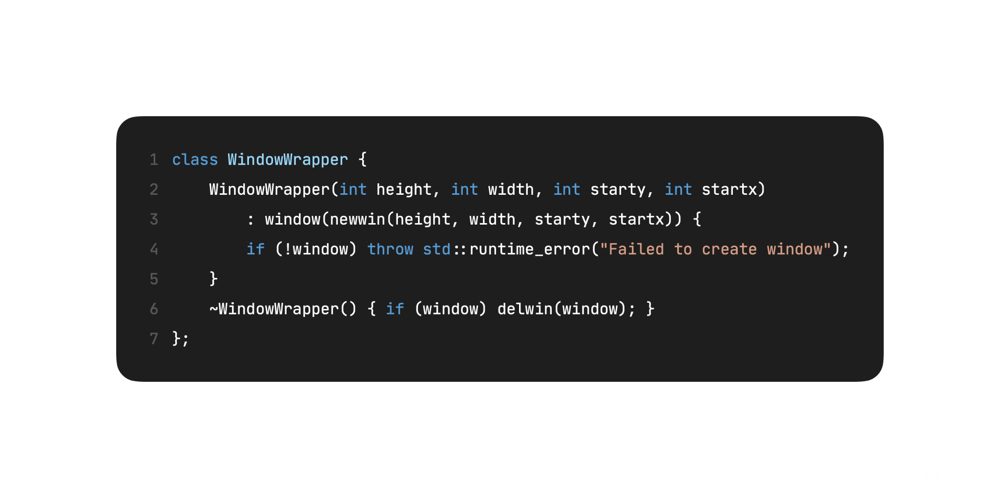 1 class WindowWrapper {
2     WindowWrapper(int height, int width, int starty, int startx)
3         : window(newwin(height, width, starty, startx)) {
4         if (!window) throw std::runtime_error("Failed to create window");
5     }
6     ~WindowWrapper() { if (window) delwin(window); }
7 };